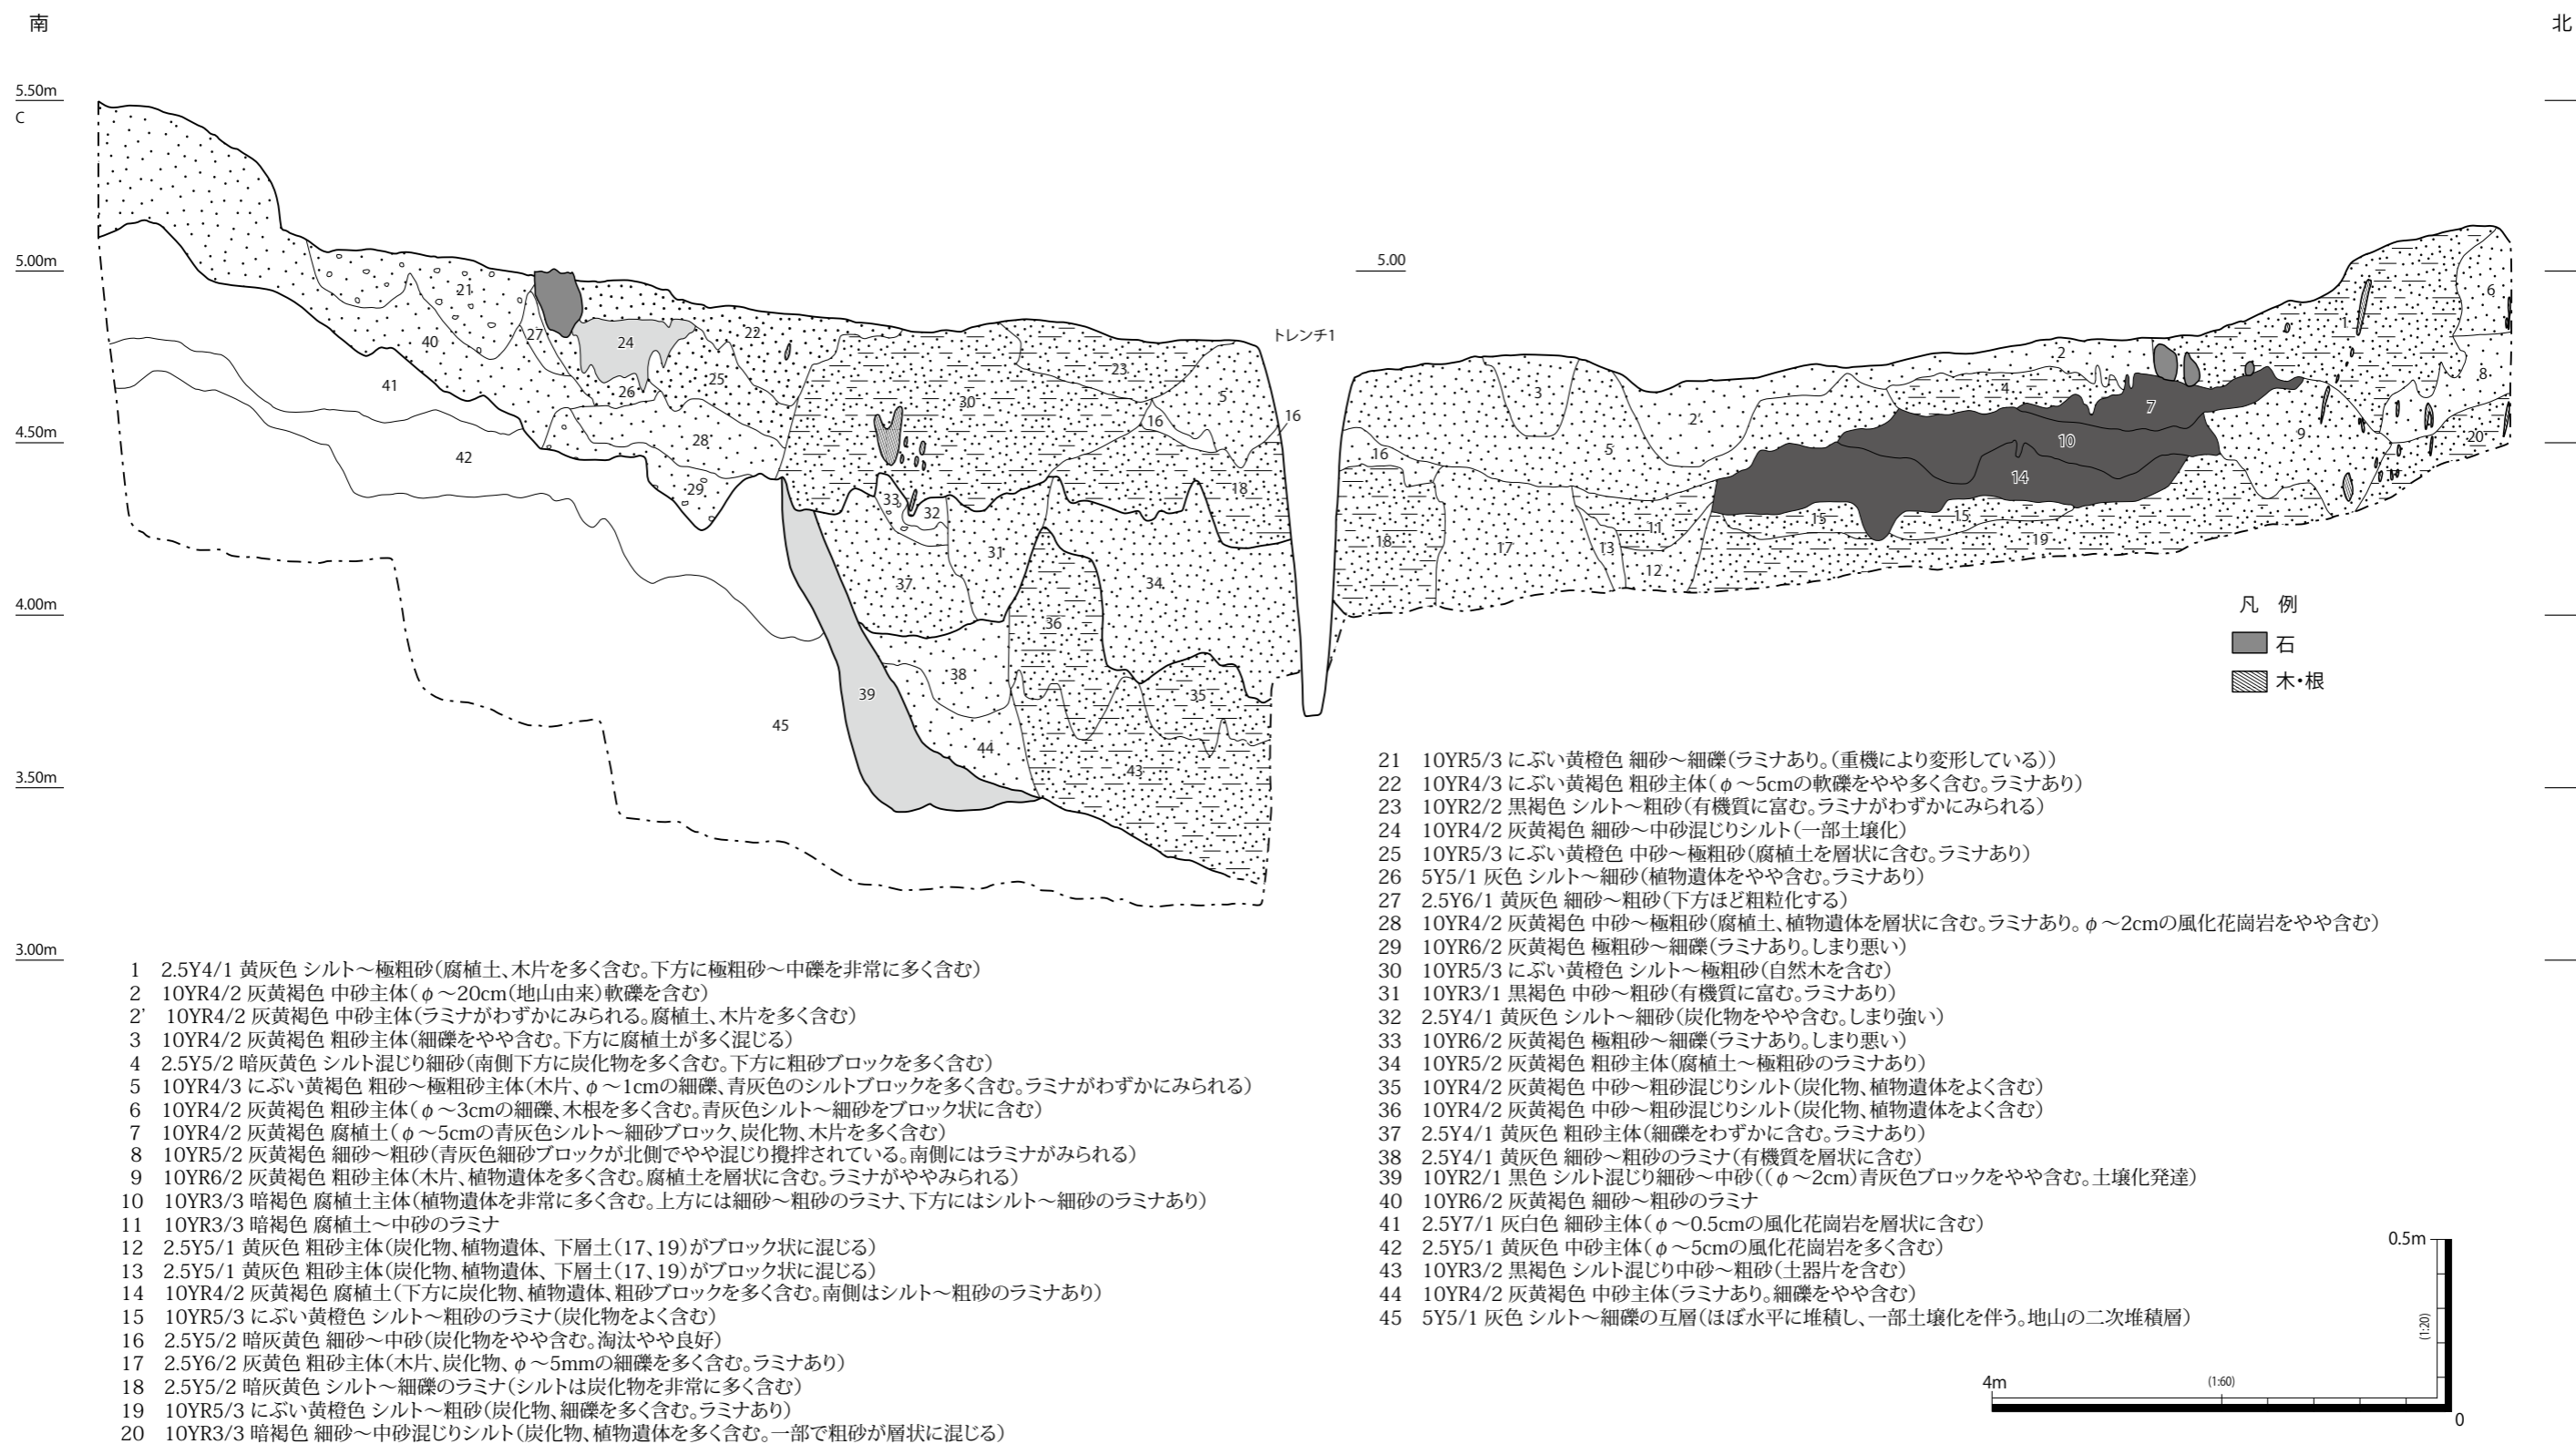 南
北
5.50m
C
5.00m
4.50m
4.00m
3.50m
3.00m
5.00
トレンチ1
21
40
27
24
22
41
26
25
28
42
29
30
23
5
16
16
33
32
18
31
37
34
36
38
35
39
45
44
43
3
2'
2
1
6
4
8
7
5
9
10
20
16
14
11
15
15
18
17
13
19
12
凡 例
石
木・根
1 2.5Y4/1 黄灰色 シルト～極粗砂(腐植土、木片を多く含む。下方に極粗砂～中礫を非常に多く含む)
2 10YR4/2 灰黄褐色 中砂主体(φ～20cm(地山由来)軟礫を含む)
2' 10YR4/2 灰黄褐色 中砂主体(ラミナがわずかにみられる。腐植土、木片を多く含む)
3 10YR4/2 灰黄褐色 粗砂主体(細礫をやや含む。下方に腐植土が多く混じる)
4 2.5Y5/2 暗灰黄色 シルト混じり細砂(南側下方に炭化物を多く含む。下方に粗砂ブロックを多く含む)
5 10YR4/3 にぶい黄褐色 粗砂～極粗砂主体(木片、φ～1cmの細礫、青灰色のシルトブロックを多く含む。ラミナがわずかにみられる)
6 10YR4/2 灰黄褐色 粗砂主体(φ～3cmの細礫、木根を多く含む。青灰色シルト～細砂をブロック状に含む)
7 10YR4/2 灰黄褐色 腐植土(φ～5cmの青灰色シルト～細砂ブロック、炭化物、木片を多く含む)
8 10YR5/2 灰黄褐色 細砂～粗砂(青灰色細砂ブロックが北側でやや混じり攪拌されている。南側にはラミナがみられる)
9 10YR6/2 灰黄褐色 粗砂主体(木片、植物遺体を多く含む。腐植土を層状に含む。ラミナがややみられる)
10 10YR3/3 暗褐色 腐植土主体(植物遺体を非常に多く含む。上方には細砂～粗砂のラミナ、下方にはシルト～細砂のラミナあり)
11 10YR3/3 暗褐色 腐植土～中砂のラミナ
12 2.5Y5/1 黄灰色 粗砂主体(炭化物、植物遺体、下層土(17、19)がブロック状に混じる)
13 2.5Y5/1 黄灰色 粗砂主体(炭化物、植物遺体、下層土(17、19)がブロック状に混じる)
14 10YR4/2 灰黄褐色 腐植土(下方に炭化物、植物遺体、粗砂ブロックを多く含む。南側はシルト～粗砂のラミナあり)
15 10YR5/3 にぶい黄橙色 シルト～粗砂のラミナ(炭化物をよく含む)
16 2.5Y5/2 暗灰黄色 細砂～中砂(炭化物をやや含む。淘汰やや良好)
17 2.5Y6/2 灰黄色 粗砂主体(木片、炭化物、φ～5mmの細礫を多く含む。ラミナあり)
18 2.5Y5/2 暗灰黄色 シルト～細礫のラミナ(シルトは炭化物を非常に多く含む)
19 10YR5/3 にぶい黄橙色 シルト～粗砂(炭化物、細礫を多く含む。ラミナあり)
20 10YR3/3 暗褐色 細砂～中砂混じりシルト(炭化物、植物遺体を多く含む。一部で粗砂が層状に混じる)
21 10YR5/3 にぶい黄橙色 細砂～細礫(ラミナあり。(重機により変形している))
22 10YR4/3 にぶい黄褐色 粗砂主体(φ～5cmの軟礫をやや多く含む。ラミナあり)
23 10YR2/2 黒褐色 シルト～粗砂(有機質に富む。ラミナがわずかにみられる)
24 10YR4/2 灰黄褐色 細砂～中砂混じりシルト(一部土壌化)
25 10YR5/3 にぶい黄橙色 中砂～極粗砂(腐植土を層状に含む。ラミナあり)
26 5Y5/1 灰色 シルト～細砂(植物遺体をやや含む。ラミナあり)
27 2.5Y6/1 黄灰色 細砂～粗砂(下方ほど粗粒化する)
28 10YR4/2 灰黄褐色 中砂～極粗砂(腐植土、植物遺体を層状に含む。ラミナあり。φ～2cmの風化花崗岩をやや含む)
29 10YR6/2 灰黄褐色 極粗砂～細礫(ラミナあり。しまり悪い)
30 10YR5/3 にぶい黄橙色 シルト～極粗砂(自然木を含む)
31 10YR3/1 黒褐色 中砂～粗砂(有機質に富む。ラミナあり)
32 2.5Y4/1 黄灰色 シルト～細砂(炭化物をやや含む。しまり強い)
33 10YR6/2 灰黄褐色 極粗砂～細礫(ラミナあり。しまり悪い)
34 10YR5/2 灰黄褐色 粗砂主体(腐植土～極粗砂のラミナあり)
35 10YR4/2 灰黄褐色 中砂～粗砂混じりシルト(炭化物、植物遺体をよく含む)
36 10YR4/2 灰黄褐色 中砂～粗砂混じりシルト(炭化物、植物遺体をよく含む)
37 2.5Y4/1 黄灰色 粗砂主体(細礫をわずかに含む。ラミナあり)
38 2.5Y4/1 黄灰色 細砂～粗砂のラミナ(有機質を層状に含む)
39 10YR2/1 黒色 シルト混じり細砂～中砂((φ～2cm)青灰色ブロックをやや含む。土壌化発達)
40 10YR6/2 灰黄褐色 細砂～粗砂のラミナ
41 2.5Y7/1 灰白色 細砂主体(φ～0.5cmの風化花崗岩を層状に含む)
42 2.5Y5/1 黄灰色 中砂主体(φ～5cmの風化花崗岩を多く含む)
43 10YR3/2 黒褐色 シルト混じり中砂～粗砂(土器片を含む)
44 10YR4/2 灰黄褐色 中砂主体(ラミナあり。細礫をやや含む)
45 5Y5/1 灰色 シルト～細礫の互層(ほぼ水平に堆積し、一部土壌化を伴う。地山の二次堆積層)
0.5m
(1:20)
4m
(1:60)
0